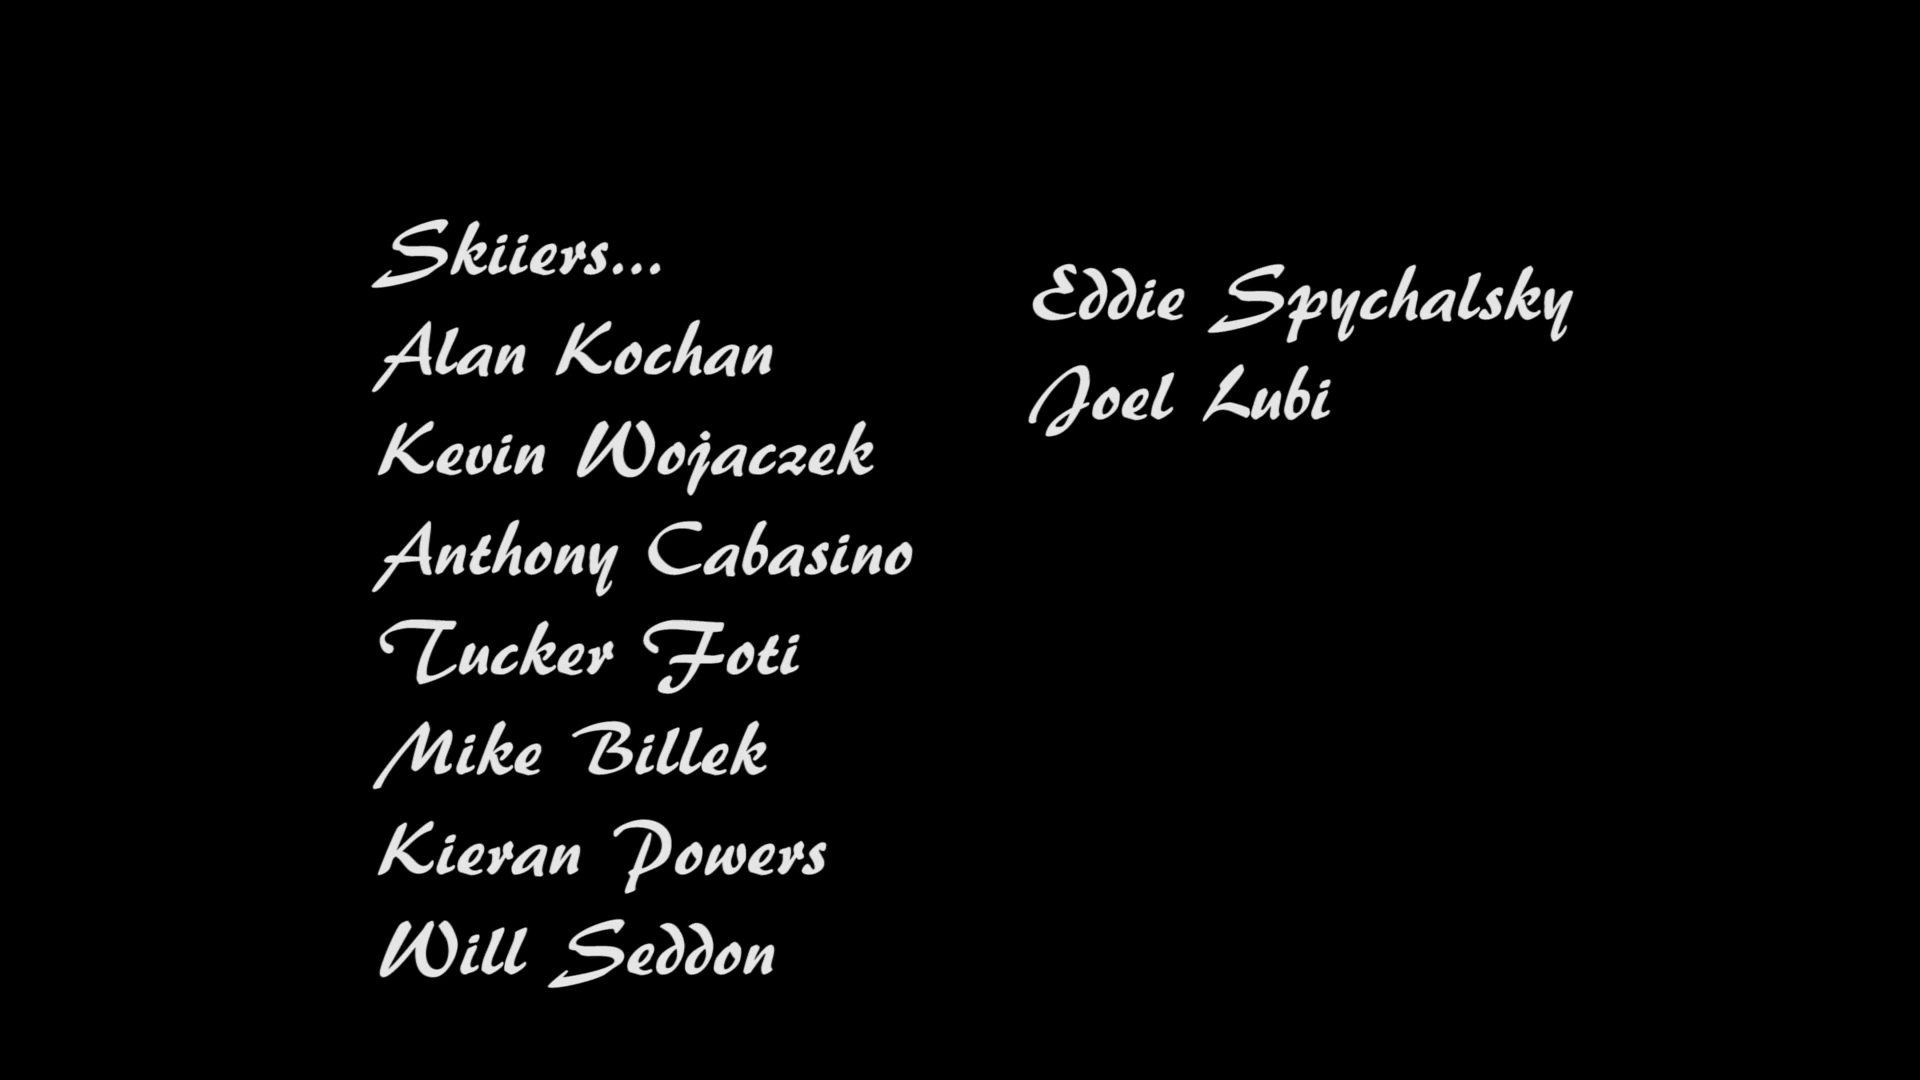 Skiiers...
Alan Kochan
Kevin Wojaczek
Anthony Cabasino
Tucker Foti
Mike Billek
Kieran Powers
Will Seddon
Eddie Spychalsky
Joel Lubi